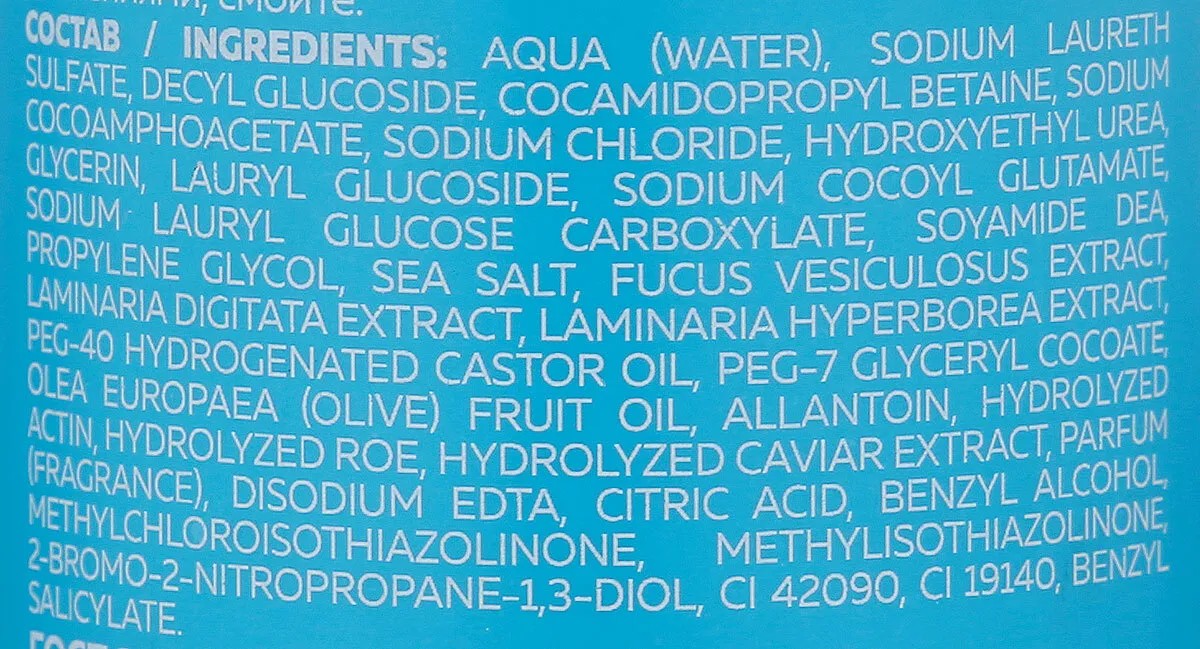 смойте.
СОСТАВ / INGREDIENTS: AQUA (WATER), SODIUM LAURETH
SULFATE, DECYL GLUCOSIDE, COCAMIDOPROPYL BETAINE, SODIUM
COCOAMPHOACETATE, SODIUM CHLORIDE, HYDROXYETHYL UREA,
GLYCERIN, LAURYL GLUCOSIDE, SODIUM COCOYL GLUTAMATE,
SODIUM LAURYL GLUCOSE CARBOXYLATE, SOYAMIDE DEA,
PROPYLENE GLYCOL, SEA SALT, FUCUS VESICULOSUS EXTRACT,
LAMINARIA DIGITATA EXTRACT, LAMINARIA HYPERBOREA EXTRACT,
PEG-40 HYDROGENATED CASTOR OIL, PEG-7 GLYCERYL COCOATE,
OLEA EUROPAEA (OLIVE) FRUIT OIL, ALLANTOIN, HYDROLYZED
ACTIN, HYDROLYZED ROE, HYDROLYZED CAVIAR EXTRACT, PARFUM
(FRAGRANCE), DISODIUM EDTA, CITRIC ACID, BENZYL ALCOHOL,
METHYLCHLOROISOTHIAZOLINONE, METHYLISOTHIAZOLINONE,
2-BROMO-2-NITROPROPANE-1,3-DIOL, CI 42090, CI 19140, BENZYL
SALICYLATE.